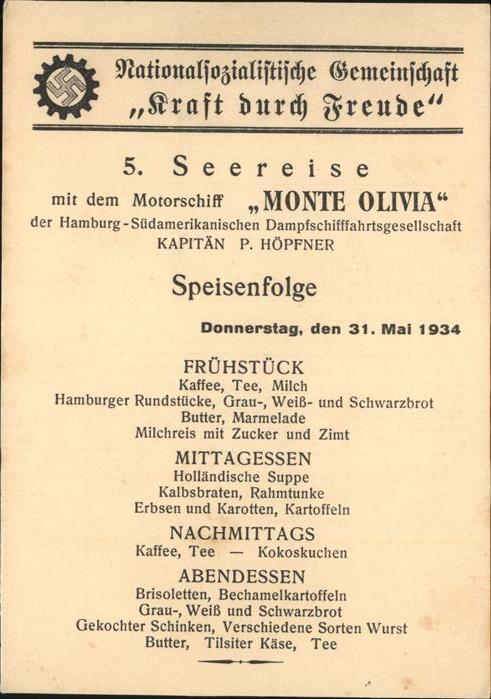 Nationalsozialistische Gemeinschaft
„Kraft durch Freude“
5. Seereise
mit dem Motorschiff „MONTE OLIVIA“
der Hamburg-Südamerikanischen Dampfschifffahrtsgesellschaft
KAPITÄN P. HÖPFNER
Speisenfolge
Donnerstag, den 31. Mai 1934
FRÜHSTÜCK
Kaffee, Tee, Milch
Hamburger Rundstücke, Grau-, Weiß- und Schwarzbrot
Butter, Marmelade
Milchreis mit Zucker und Zimt
MITTAGESSEN
Holländische Suppe
Kalbsbraten, Rahmtunke
Erbsen und Karotten, Kartoffeln
NACHMITTAGS
Kaffee, Tee — Kokoskuchen
ABENDESSEN
Brisoletten, Bechamelkartoffeln
Grau-, Weiß und Schwarzbrot
Gekochter Schinken, Verschiedene Sorten Wurst
Butter, Tilsiter Käse, Tee